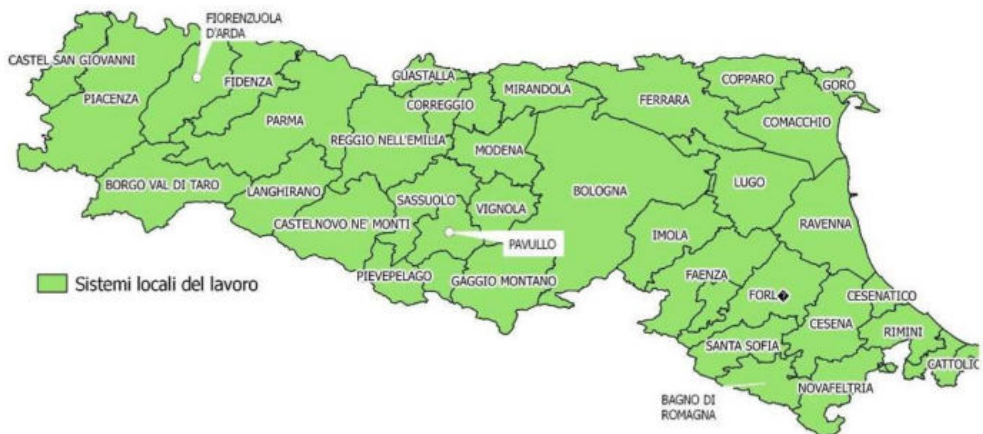 FIORENZUOLA
D'ARDA
CASTEL SAN GIOVANNI
PIACENZA
FIDENZA
PARMA
GUASTALLA
CORREGGIO
REGGIO NELL'EMILIA
MIRANDOLA
MODENA
FERRARA
COPPARO
GORO
COMACCHIO
BORGO VAL DI TARO
LANGHIRANO
CASTELNOVO NE' MONTI
SASSUOLO
VIGNOLA
BOLOGNA
LUGO
RAVENNA
IMOLA
PAVULLO
PIEVEPELAGO
GAGGIO MONTANO
FAENZA
FORL�
CESENATICO
CESENA
RIMINI
CATTOLIC
SANTA SOFIA
NOVAFELTRIA
BAGNO DI
ROMAGNA
Sistemi locali del lavoro